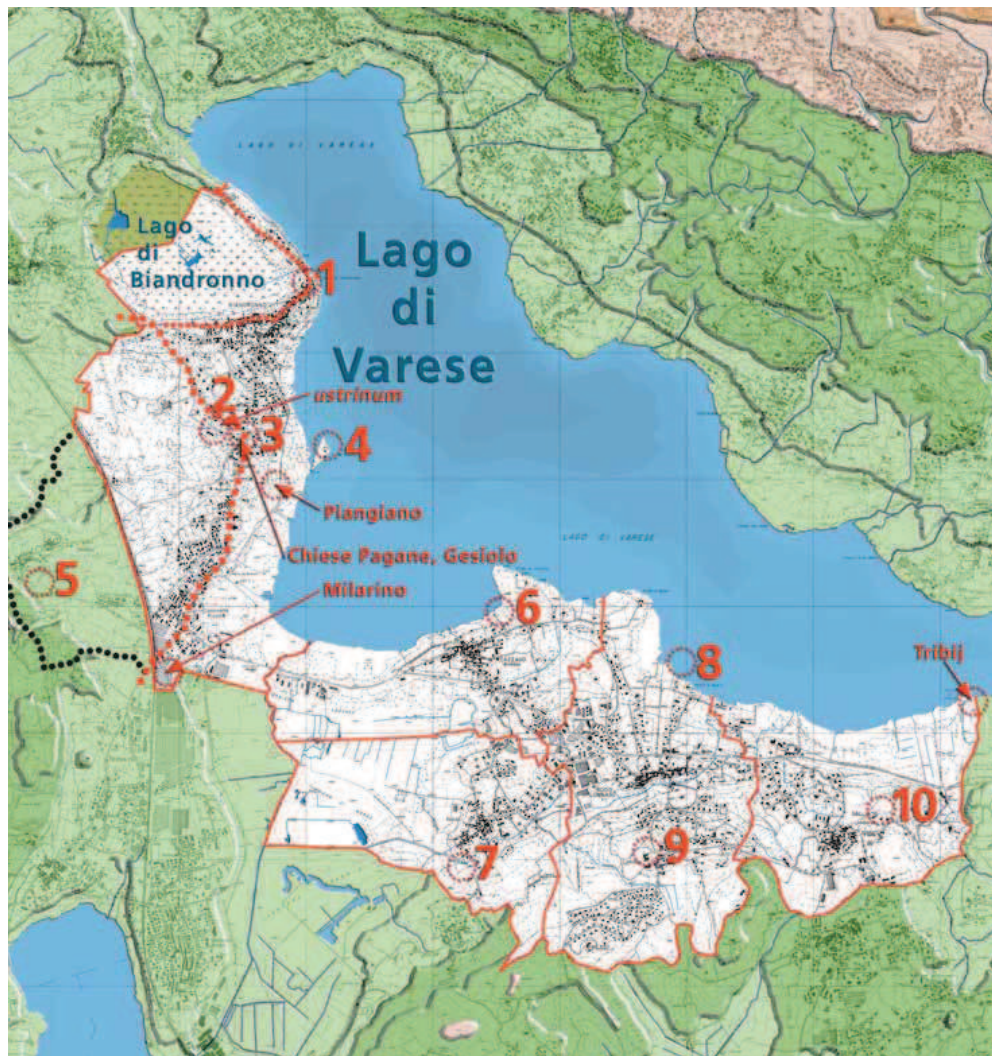 LAGO DI VARESE
Lago
di
Biandronno
1
Lago
di
Varese
2
ustrinum
3
4
Piangiano
LAGO DI VARESE
Chiese Pagane, Gesiolo
5
Milarino
6
8
Tribij
7
9
10